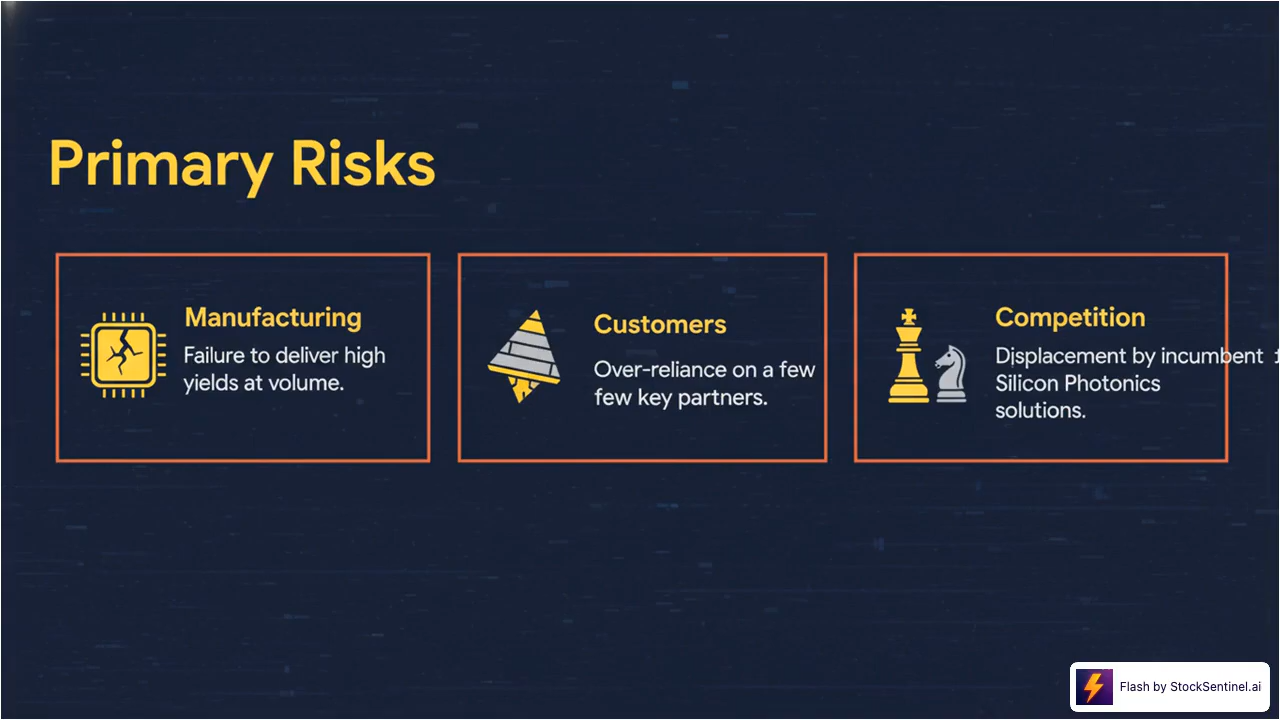 Primary Risks
Manufacturing
Failure to deliver high
yields at volume.
Customers
Over-reliance on a few
few key partners.
Competition
Displacement by incumbent
Silicon Photonics
solutions.
Flash by StockSentinel.ai